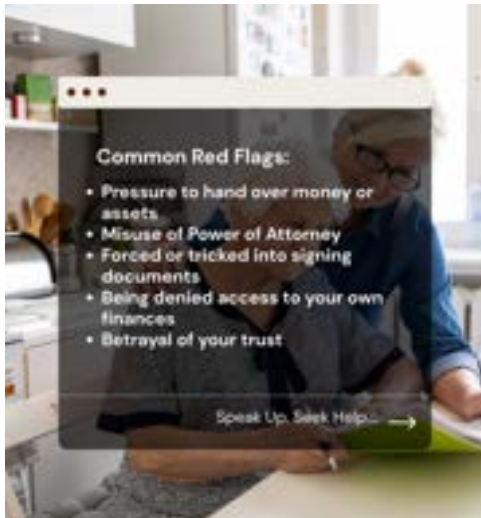 Common Red Flags:
• Pressure to hand over money or
assets
• Misuse of Power of Attorney
• Forced or tricked into signing
documents
• Being denied access to your own
finances
• Betrayal of your trust
Speak Up. Seek Help...